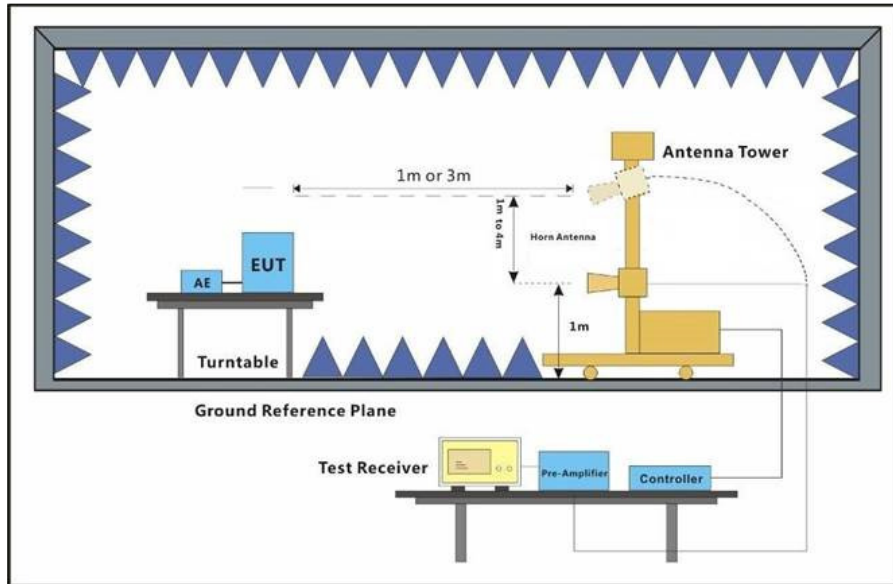 1m or 3m
Antenna Tower
1m to 4m
Horn Antenna
EUT
AE
1m
Turntable
Ground Reference Plane
Test Receiver
Pre-Amplifier
Controller